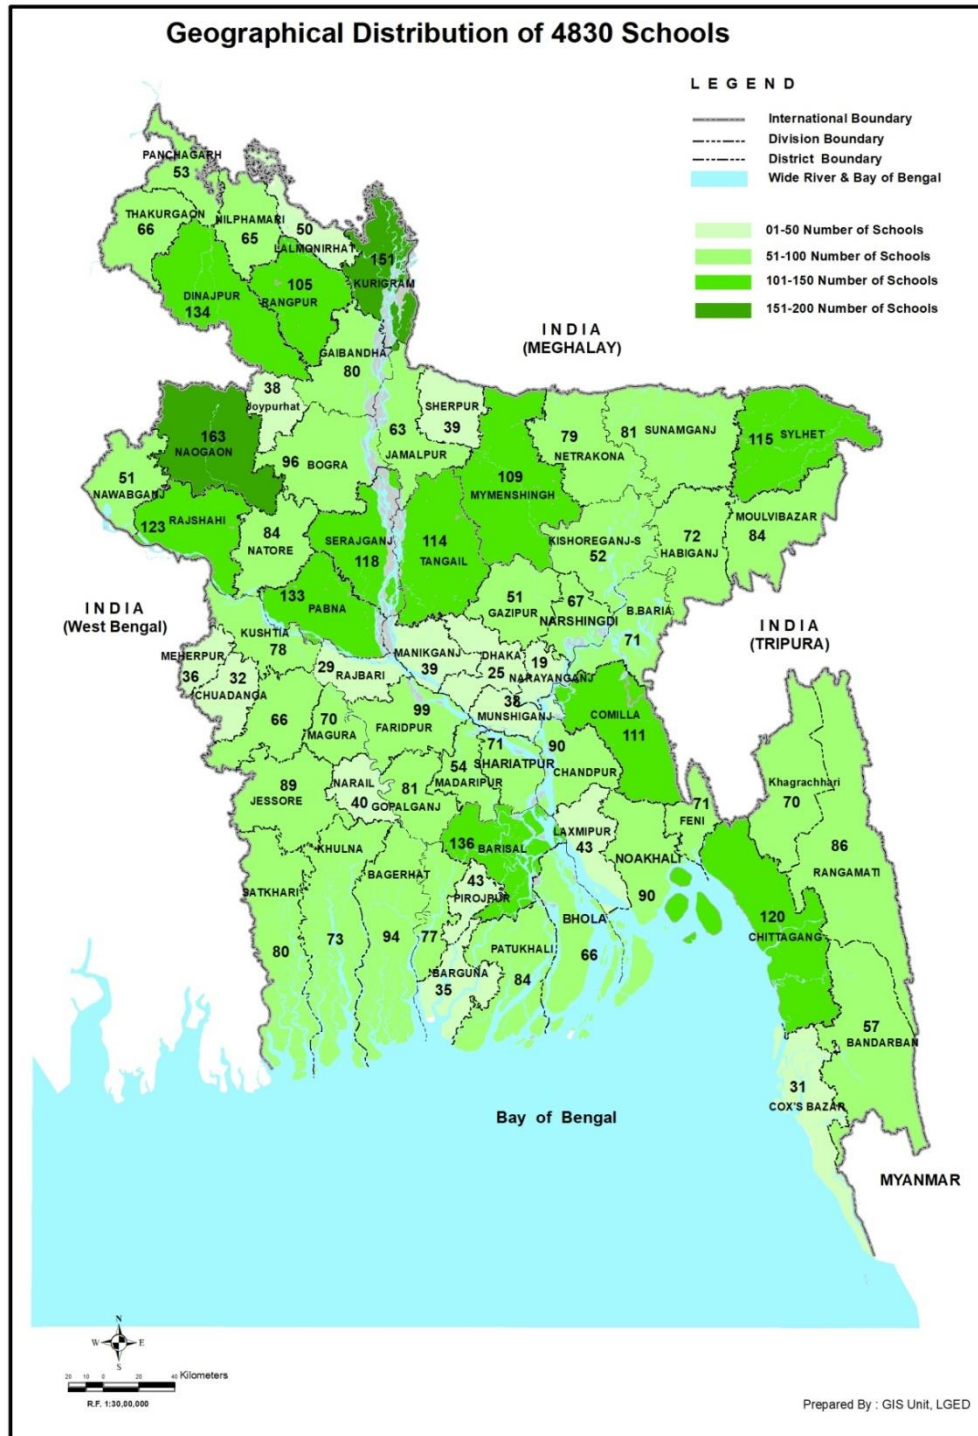 Geographical Distribution of 4830 Schools
L E G E N D
International Boundary
Division Boundary
District Boundary
Wide River & Bay of Bengal
01-50 Number of Schools
51-100 Number of Schools
101-150 Number of Schools
151-200 Number of Schools
PANCHAGARH
53
THAKURGAON
66
NILPHAMARI
65
50
LALMONIRHAT
151
KURIGRAM
105
RANGPUR
DINAJPUR
134
I N D I A
(MEGHALAY)
GAIBANDHA
80
38
Joypurhat
SHERPUR
39
63
JAMALPUR
163
NAOGAON
96
BOGRA
51
NAWABGANJ
109
MYMENSHINGH
79
NETRAKONA
81
SUNAMGANJ
115
SYLHET
123
RAJSHAHI
84
NATORE
SERAJGANJ
118
114
TANGAIL
KISHOREGANJ-S
52
72
HABIGANJ
MOULVIBAZAR
84
133
PABNA
51
GAZIPUR
67
NARSHINGDI
B.BARIA
71
I N D I A
(West Bengal)
I N D I A
(TRIPURA)
KUSHTIA
78
MEHERPUR
36
32
CHUADANGA
29
RAJBARI
MANIKGANJ
39
DHAKA
25
19
NARAYANGANJ
38
MUNSHIGANJ
66
70
MAGURA
99
FARIDPUR
COMILLA
111
71
SHARIATPUR
90
CHANDPUR
54
MADARIPUR
89
JESSORE
NARAIL
40
81
GOPALGANJ
71
FENI
Khagrachhari
70
86
RANGAMATI
136
BARISAL
LAXMIPUR
43
NOAKHALI
90
KHULNA
73
BAGERHAT
94
SATKHARI
80
43
PIROJPUR
77
BARGUNA
35
PATUKHALI
84
BHOLA
66
120
CHITTAGANG
57
BANDARBAN
31
COX'S BAZAR
Bay of Bengal
MYANMAR
N
W
E
S
20 10 0 20 40 Kilometers
R.F. 1:30,00,000
Prepared By : GIS Unit, LGED